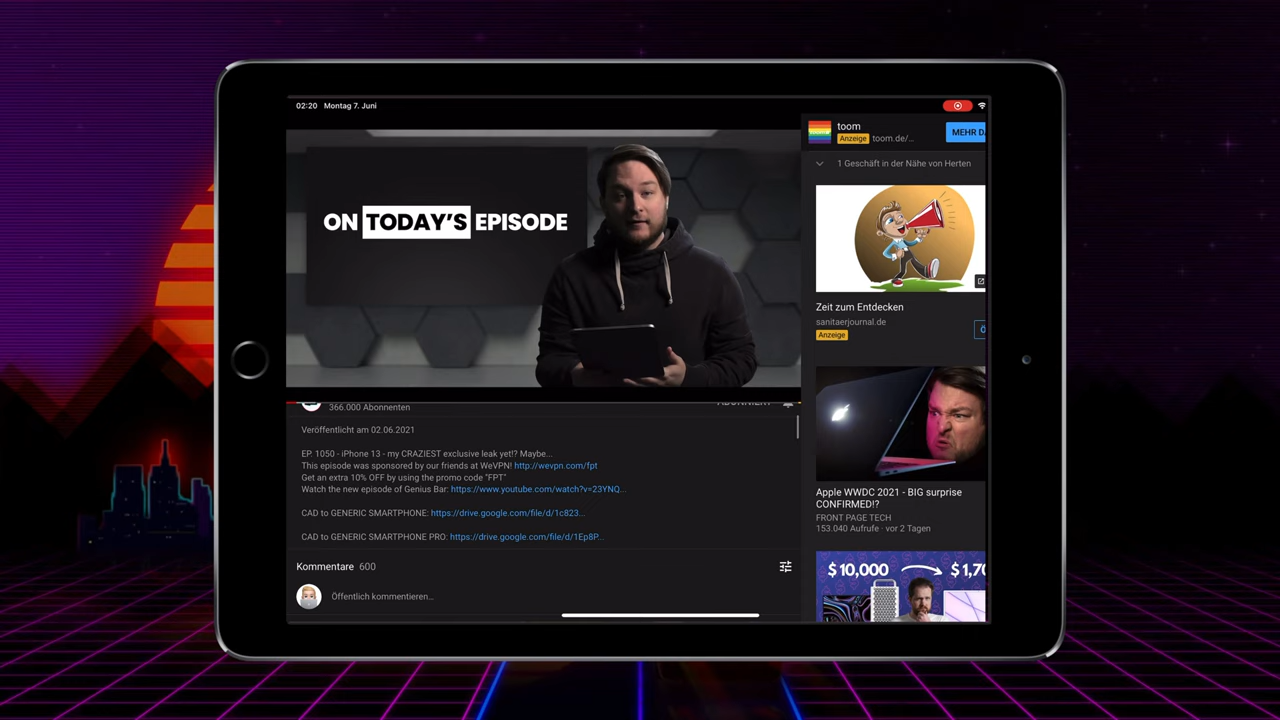 02:20 Montag 7. Juni
ON TODAY'S EPISODE
366.000 Abonnenten
Veröffentlicht am 02.06.2021
EP. 1050 - iPhone 13 - my CRAZIEST exclusive leak yet!? Maybe...
This episode was sponsored by our friends at WeVPN! http://wevpn.com/fpt
Get an extra 10% OFF by using the promo code "FPT"
Watch the new episode of Genius Bar: https://www.youtube.com/watch?v=23YNQ...
CAD to GENERIC SMARTPHONE: https://drive.google.com/file/d/1c823...
CAD to GENERIC SMARTPHONE PRO: https://drive.google.com/file/d/1Ep8P...
Kommentare 600
Öffentlich kommentieren...
toom
Anzeige toom.de/...
MEHR D
1 Geschäft in der Nähe von Herten
Zeit zum Entdecken
sanitaerjournal.de
Anzeige
Ö
Apple WWDC 2021 - BIG surprise
CONFIRMED!?
FRONT PAGE TECH
153.040 Aufrufe · vor 2 Tagen
$10,000 $1,70